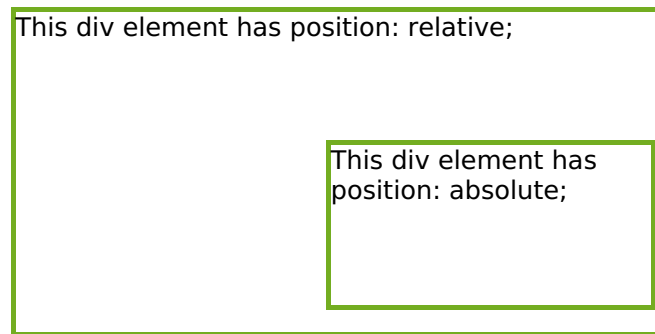 This div element has position: relative;
This div element has
position: absolute;